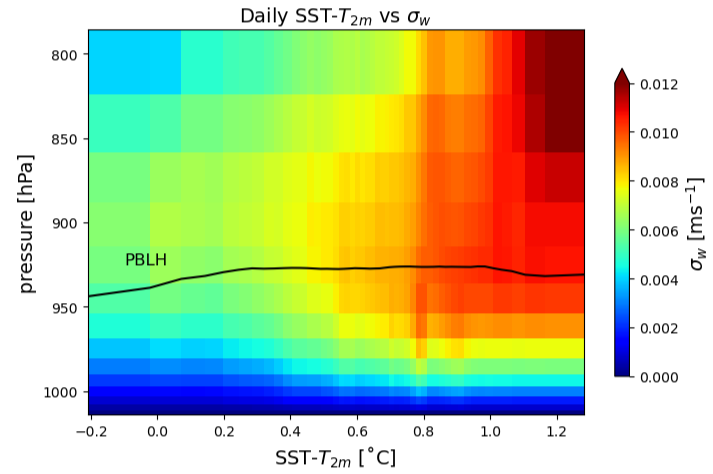 Daily SST-T2m vs σw
800
850
900
950
1000
pressure [hPa]
PBLH
−0.2 0.0 0.2 0.4 0.6 0.8 1.0 1.2
SST-T2m [˚C]
0.012
0.010
0.008
0.006
0.004
0.002
0.000
σw [ms−1]